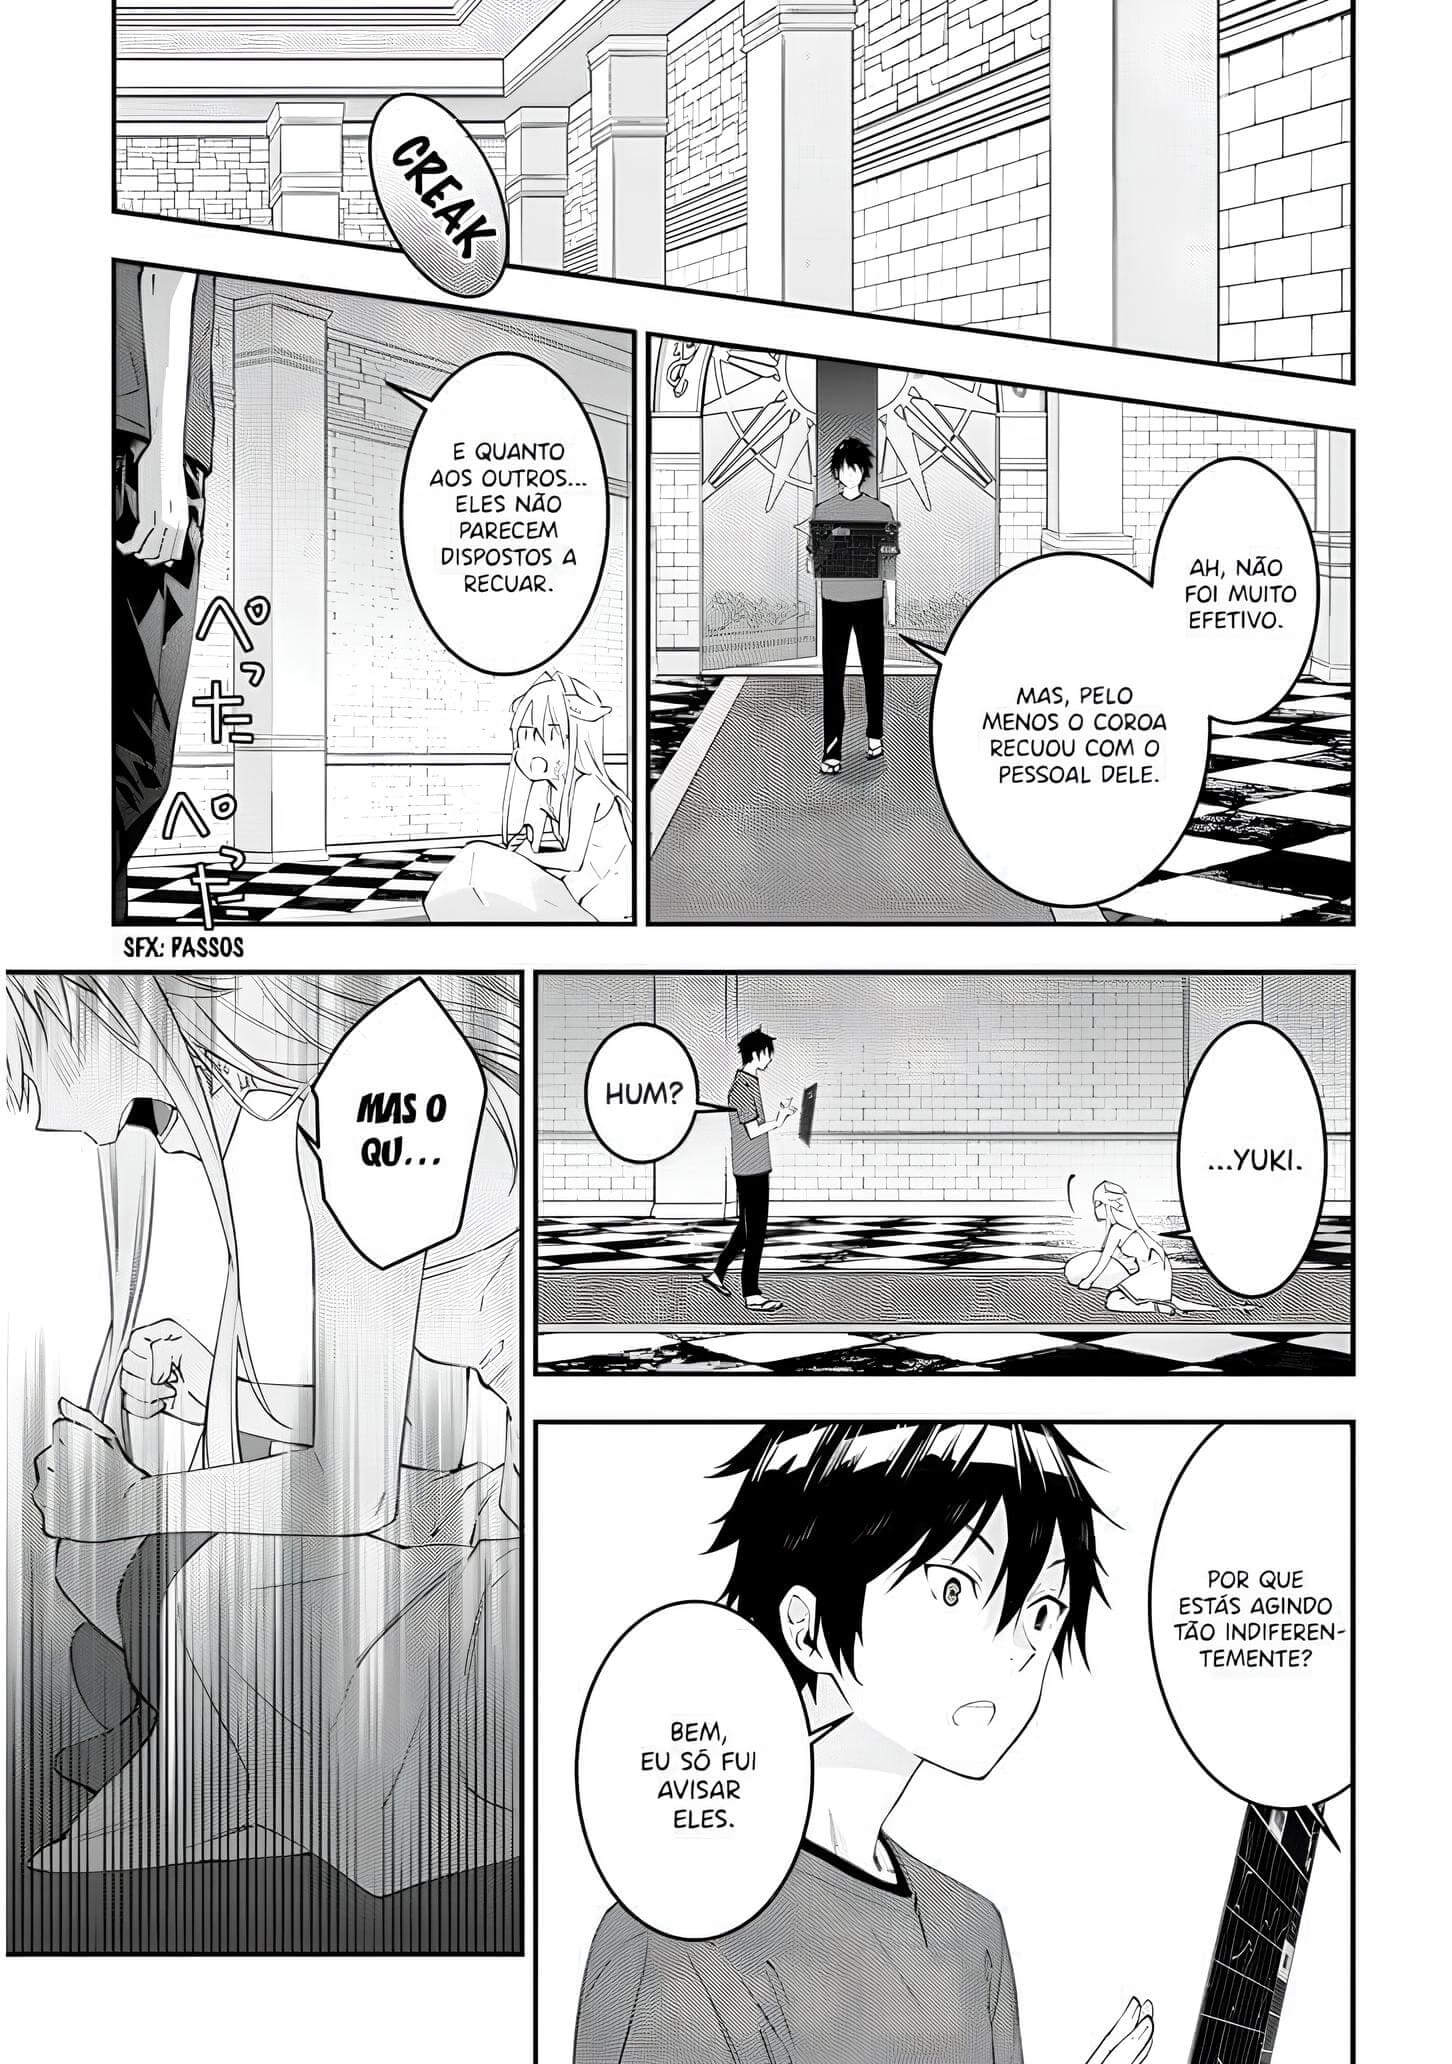 CREAK
AH, NÃO
FOI MUITO
EFETIVO.
MAS, PELO
MENOS O COROA
RECUOU COM O
PESSOAL DELE.
E QUANTO
AOS OUTROS...
ELES NÃO
PARECEM
DISPOSTOS A
RECUAR.
ペた
っ
ペた
っ
SFX: PASSOS
...YUKI.
HUM?
POR QUE
ESTÁS AGINDO
TÃO INDIFEREN-
TEMENTE?
BEM,
EU SÓ FUI
AVISAR
ELES.
MAS O
QU...